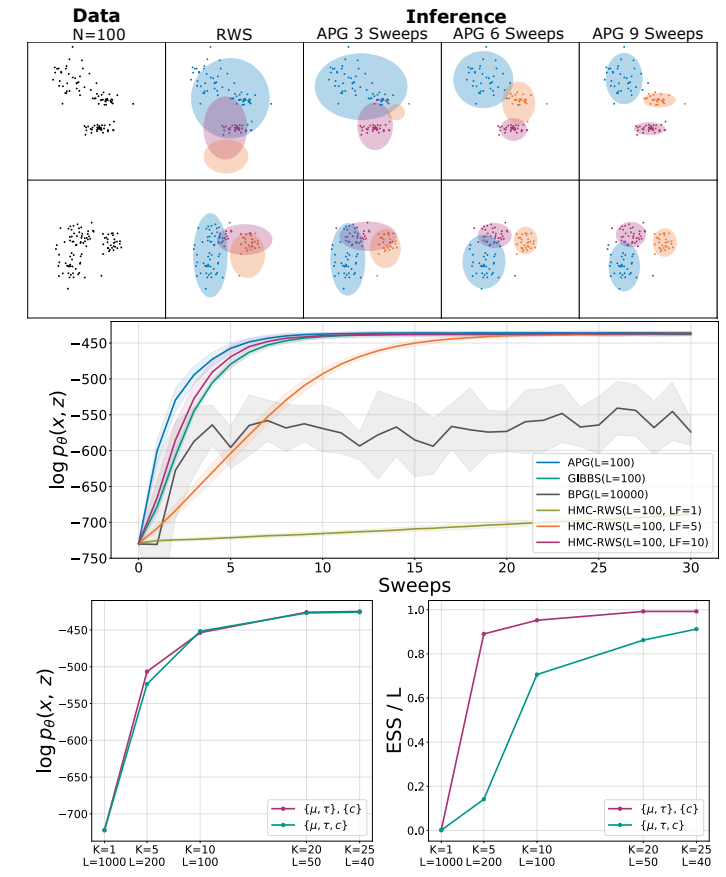 Data Inference
N=100 RWS APG 3 Sweeps APG 6 Sweeps APG 9 Sweeps
log pθ(x, z)
−450
−500
−550
−600
−650
−700
−750
APG(L=100)
GIBBS(L=100)
BPG(L=10000)
HMC-RWS(L=100, LF=1)
HMC-RWS(L=100, LF=5)
HMC-RWS(L=100, LF=10)
0 5 10 15 20 25 30
Sweeps
log pθ(x, z)
−450
−500
−550
−600
−650
−700
{μ, τ}, {c}
{μ, τ, c}
K=1 K=5 K=10 K=20 K=25
L=1000 L=200 L=100 L=50 L=40
ESS / L
1.0
0.8
0.6
0.4
0.2
0.0
{μ, τ}, {c}
{μ, τ, c}
K=1 K=5 K=10 K=20 K=25
L=1000 L=200 L=100 L=50 L=40